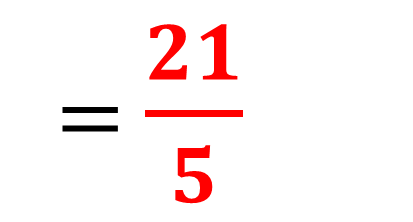 = 21/5